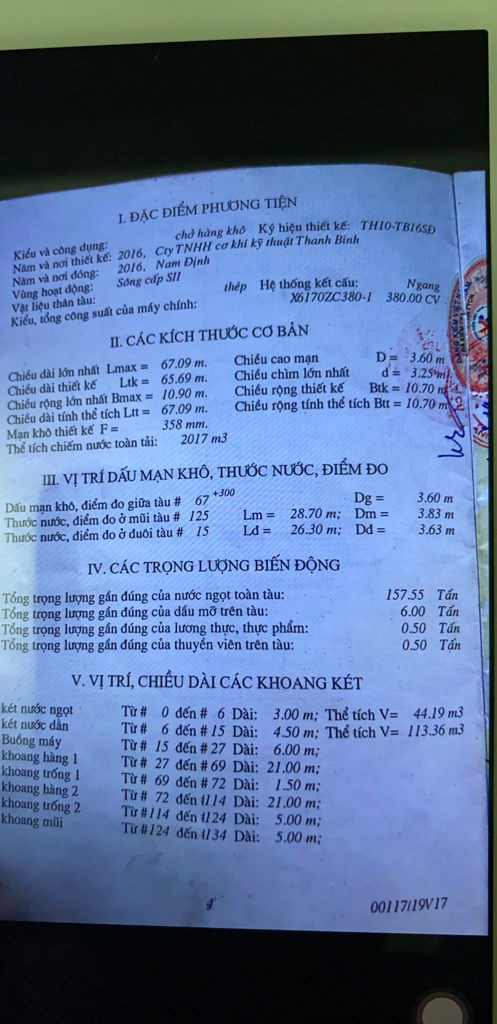 I. ĐẶC ĐIỂM PHƯƠNG TIỆN
Kiểu và công dụng: chở hàng khô Ký hiệu thiết kế: TH10-TB16SĐ
Năm và nơi thiết kế: 2016, Cty TNHH cơ khí kỹ thuật Thanh Bình
Năm và nơi đóng: 2016, Nam Định
Vùng hoạt động: Sông cấp SII
Vật liệu thân tàu: thép Hệ thống kết cấu: Ngang
Kiểu, tổng công suất của máy chính: X6170ZC380-1 380.00 CV
II. CÁC KÍCH THƯỚC CƠ BẢN
Chiều dài lớn nhất Lmax = 67.09 m. Chiều cao mạn D = 3.60 m
Chiều dài thiết kế Ltk = 65.69 m. Chiều chìm lớn nhất d = 3.25 m
Chiều rộng lớn nhất Bmax = 10.90 m. Chiều rộng thiết kế Btk = 10.70 m
Chiều dài tính thể tích Ltt = 67.09 m. Chiều rộng tính thể tích Btt = 10.70 m
Mạn khô thiết kế F = 358 mm.
Thể tích chiếm nước toàn tải: 2017 m3
III. VỊ TRÍ DẤU MẠN KHÔ, THƯỚC NƯỚC, ĐIỂM ĐO
Dấu mạn khô, điểm đo giữa tàu # 67 +300 Dg = 3.60 m
Thước nước, điểm đo ở mũi tàu # 125 Lm = 28.70 m; Dm = 3.83 m
Thước nước, điểm đo ở đuôi tàu # 15 Ld = 26.30 m; Dd = 3.63 m
IV. CÁC TRỌNG LƯỢNG BIẾN ĐỘNG
Tổng trọng lượng gần đúng của nước ngọt toàn tàu: 157.55 Tấn
Tổng trọng lượng gần đúng của dầu mỡ trên tàu: 6.00 Tấn
Tổng trọng lượng gần đúng của lương thực, thực phẩm: 0.50 Tấn
Tổng trọng lượng gần đúng của thuyền viên trên tàu: 0.50 Tấn
V. VỊ TRÍ, CHIỀU DÀI CÁC KHOANG KÉT
két nước ngọt Từ # 0 đến # 6 Dài: 3.00 m; Thể tích V= 44.19 m3
két nước dằn Từ # 6 đến # 15 Dài: 4.50 m; Thể tích V= 113.36 m3
Buồng máy Từ # 15 đến # 27 Dài: 6.00 m;
khoang hàng 1 Từ # 27 đến # 69 Dài: 21.00 m;
khoang trống 1 Từ # 69 đến # 72 Dài: 1.50 m;
khoang hàng 2 Từ # 72 đến #114 Dài: 21.00 m;
khoang trống 2 Từ #114 đến #124 Dài: 5.00 m;
khoang mũi Từ #124 đến #134 Dài: 5.00 m;
00117/19V17